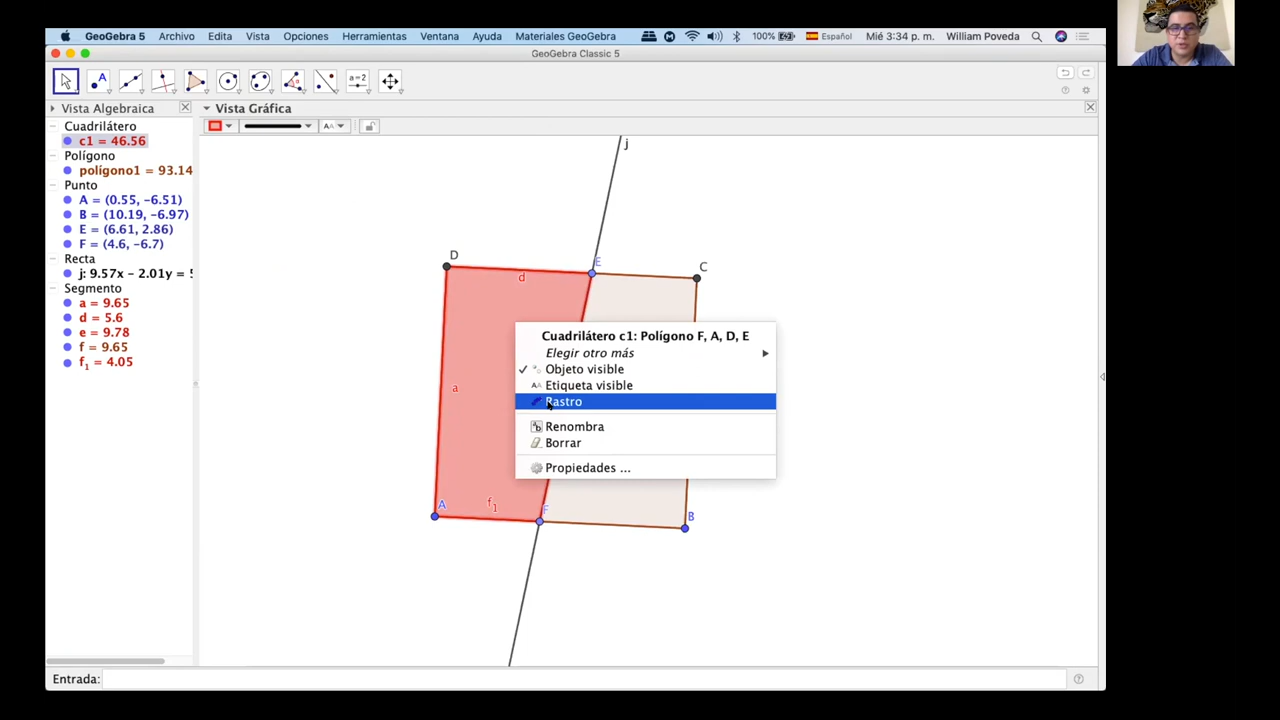 GeoGebra 5 Archivo Edita Vista Opciones Herramientas Ventana Ayuda Materiales GeoGebra 100% Español Mié 3:34 p. m. William Poveda
GeoGebra Classic 5
A a=2
Vista Algebraica
Vista Gráfica
Cuadrilátero
c1 = 46.56
Polígono
polígono1 = 93.14
Punto
A = (0.55, -6.51)
B = (10.19, -6.97)
E = (6.61, 2.86)
F = (4.6, -6.7)
Recta
j: 9.57x - 2.01y = 5
Segmento
a = 9.65
d = 5.6
e = 9.78
f = 9.65
f1 = 4.05
AA
j
D
E
C
d
a
A
f1
F
B
Cuadrilátero c1: Polígono F, A, D, E
Elegir otro más
Objeto visible
AA Etiqueta visible
Rastro
Renombra
Borrar
Propiedades ...
Entrada: